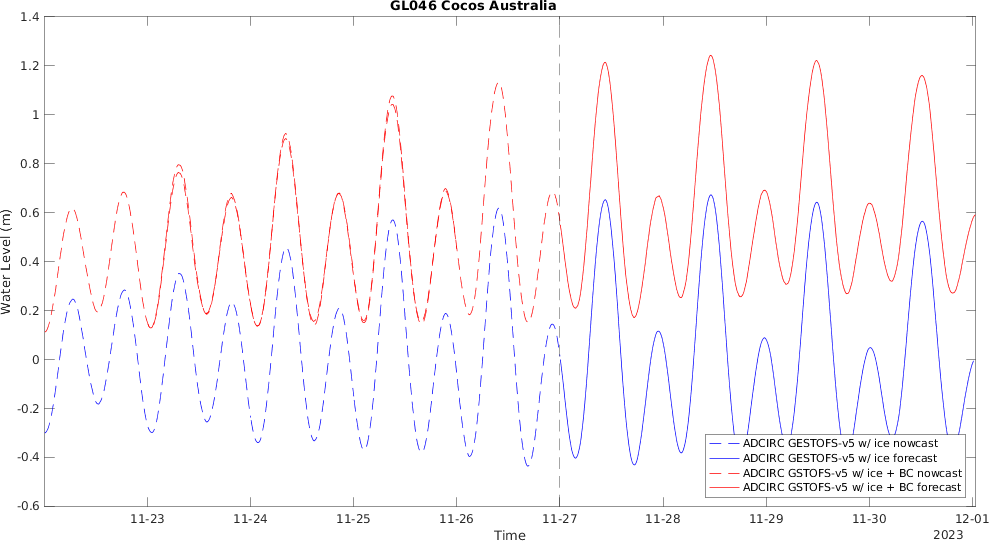 GL046 Cocos Australia
Water Level (m)
1.4
1.2
1
0.8
0.6
0.4
0.2
0
-0.2
-0.4
-0.6
ADCIRC GESTOFS-v5 w/ ice nowcast
ADCIRC GESTOFS-v5 w/ ice forecast
ADCIRC GSTOFS-v5 w/ ice + BC nowcast
ADCIRC GSTOFS-v5 w/ ice + BC forecast
11-23 11-24 11-25 11-26 11-27 11-28 11-29 11-30 12-01
Time
2023